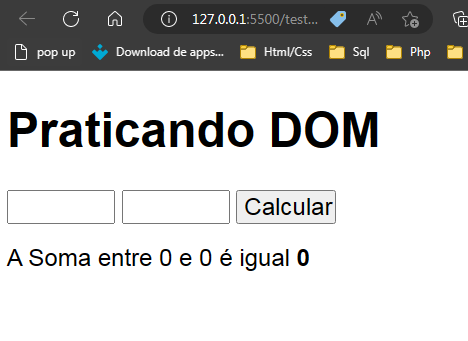 127.0.0.1:5500/test...
pop up Download de apps... Html/Css Sql Php
Praticando DOM
Calcular
A Soma entre 0 e 0 é igual 0